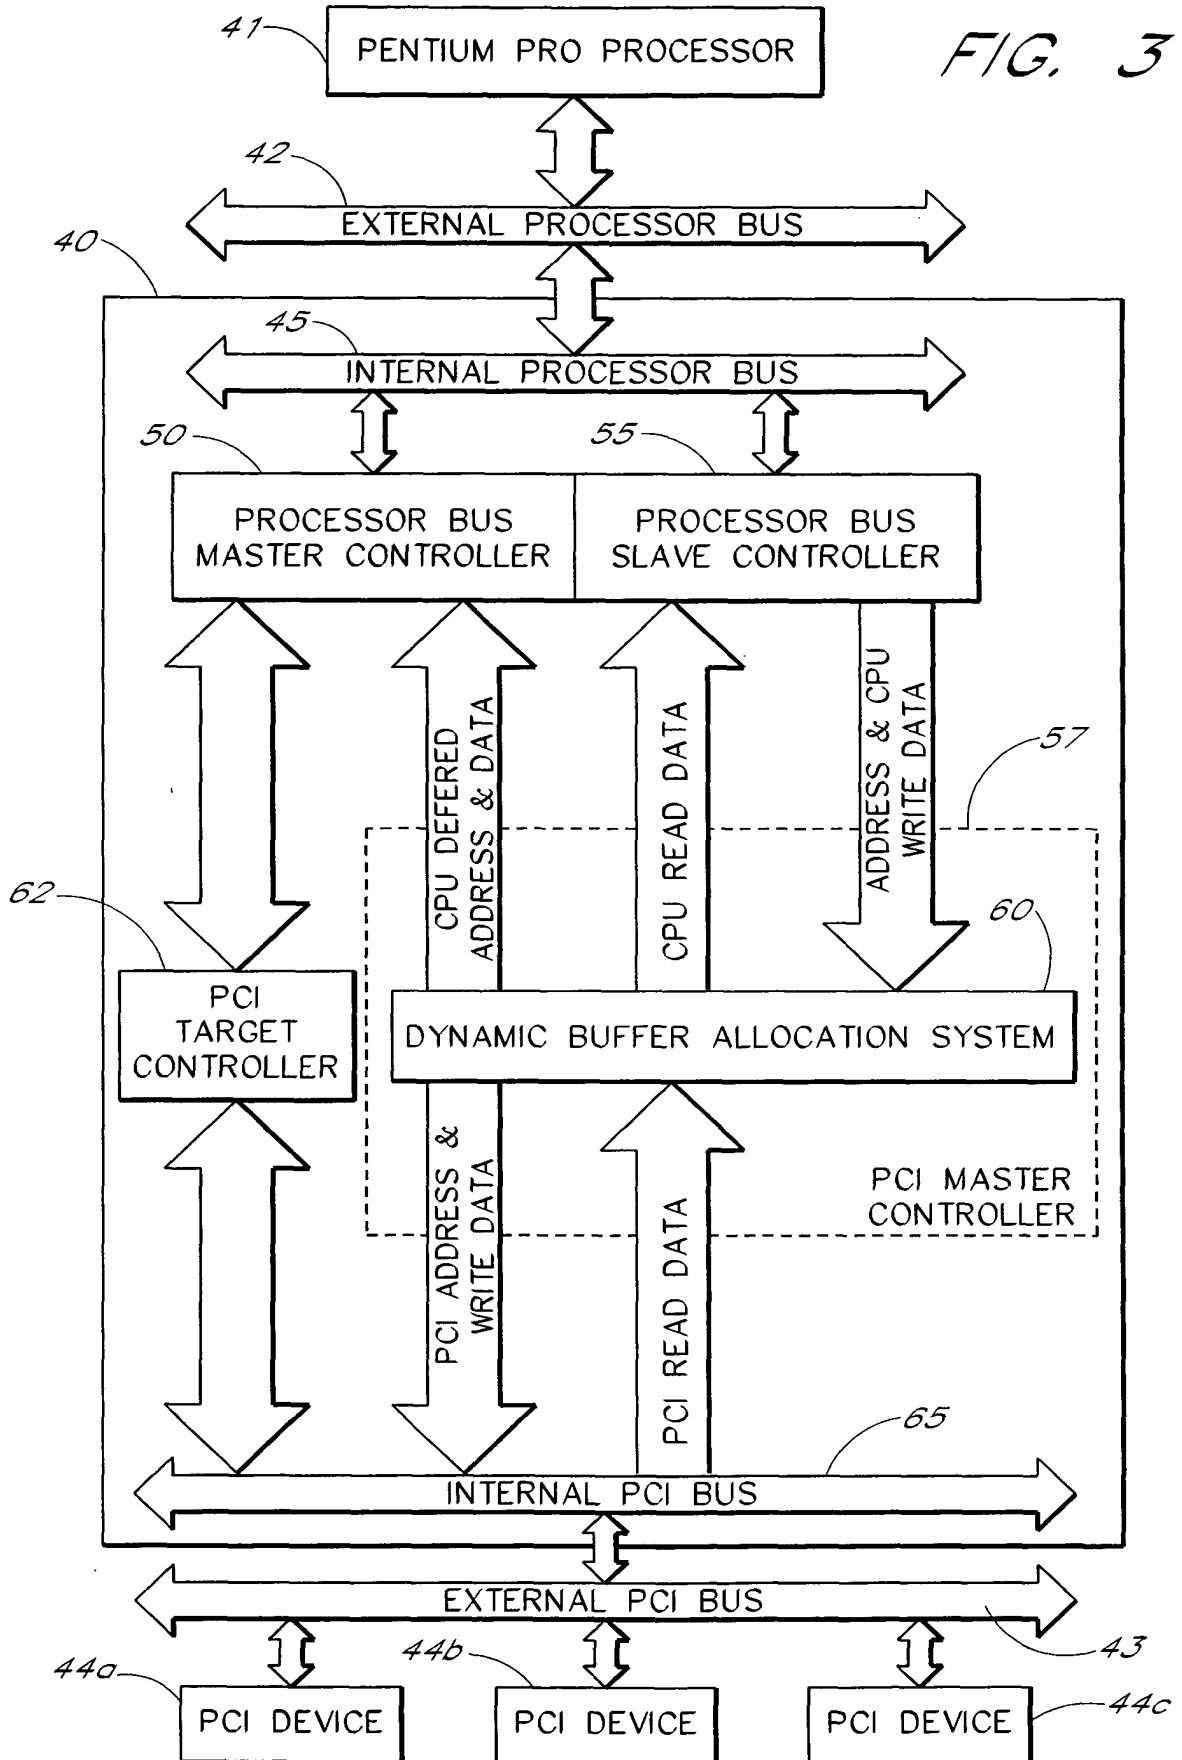 FIG. 3
41
PENTIUM PRO PROCESSOR
42
EXTERNAL PROCESSOR BUS
40
45
INTERNAL PROCESSOR BUS
50
55
PROCESSOR BUS
MASTER CONTROLLER
PROCESSOR BUS
SLAVE CONTROLLER
CPU DEFERED
ADDRESS & DATA
CPU READ DATA
ADDRESS & CPU
WRITE DATA
57
62
60
PCI
TARGET
CONTROLLER
DYNAMIC BUFFER ALLOCATION SYSTEM
PCI ADDRESS &
WRITE DATA
PCI READ DATA
PCI MASTER
CONTROLLER
65
INTERNAL PCI BUS
EXTERNAL PCI BUS
43
44a
44b
44c
PCI DEVICE
PCI DEVICE
PCI DEVICE